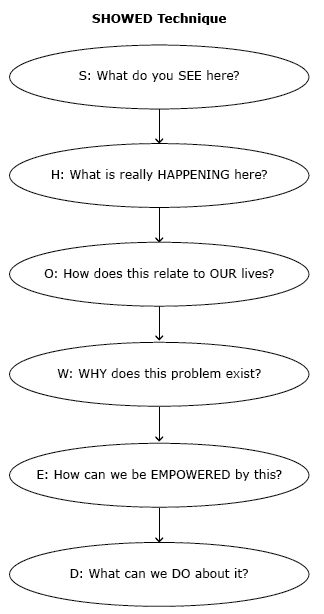 SHOWED Technique
S: What do you SEE here?
H: What is really HAPPENING here?
O: How does this relate to OUR lives?
W: WHY does this problem exist?
E: How can we be EMPOWERED by this?
D: What can we DO about it?